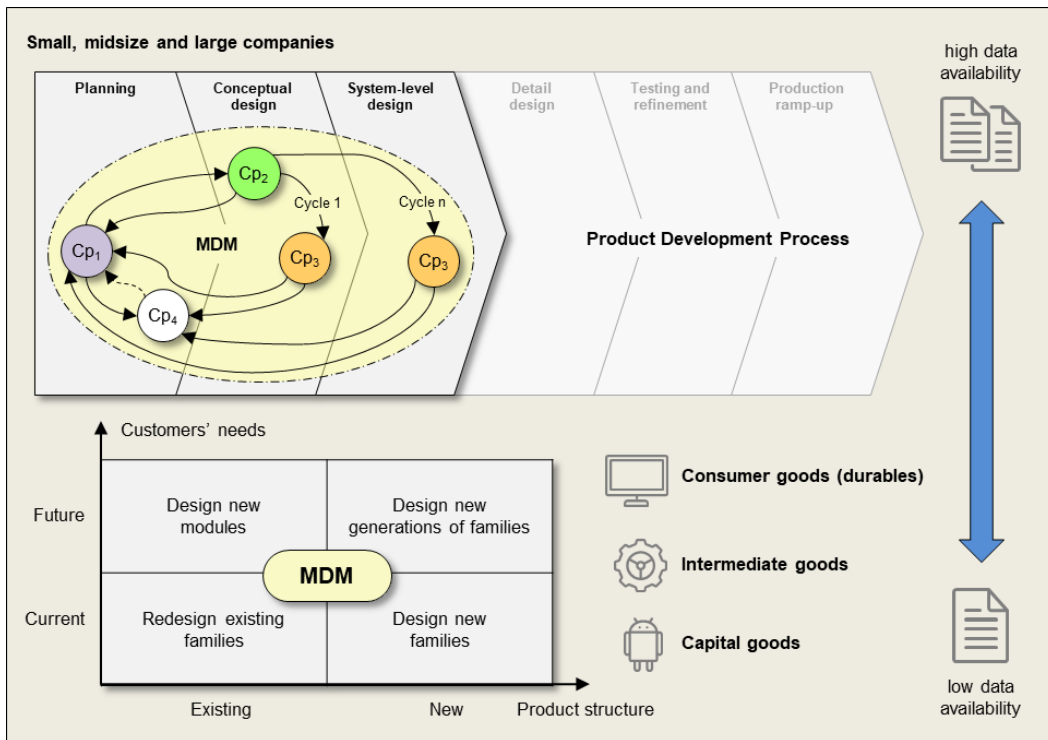 Small, midsize and large companies
high data
availability
Planning
Conceptual
design
System-level
design
Detail
design
Testing and
refinement
Production
ramp-up
Cp2
Cycle 1
Cycle n
MDM
Cp1
Cp3
Cp3
Cp4
Product Development Process
Customers' needs
Future
Design new
modules
Design new
generations of families
MDM
Current
Redesign existing
families
Design new
families
Existing
New
Product structure
Consumer goods (durables)
Intermediate goods
Capital goods
low data
availability